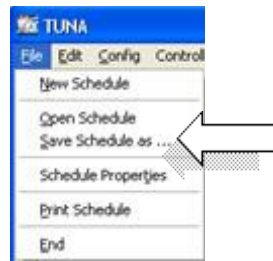 TUNA
File Edit Config Control
New Schedule
Open Schedule
Save Schedule as ...
Schedule Properties
Print Schedule
End